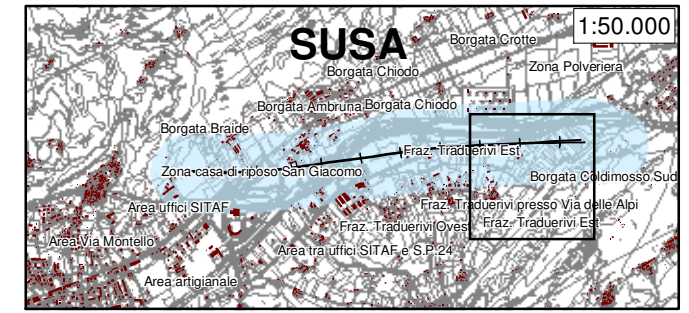 1:50.000
SUSA
Borgata Crotte
Zona Polveriera
Borgata Chiodo
Borgata Ambruna
Borgata Chiodo
Borgata Braide
Fraz. Traduerivi Est
Zona casa di riposo San Giacomo
Borgata Coldimosso Sud
Area uffici SITAF
Fraz. Traduerivi presso Via delle Alpi
Fraz. Traduerivi Ovest
Fraz. Traduerivi Est
Area Via Montello
Area tra uffici SITAF e S.P.24
Area artigianale